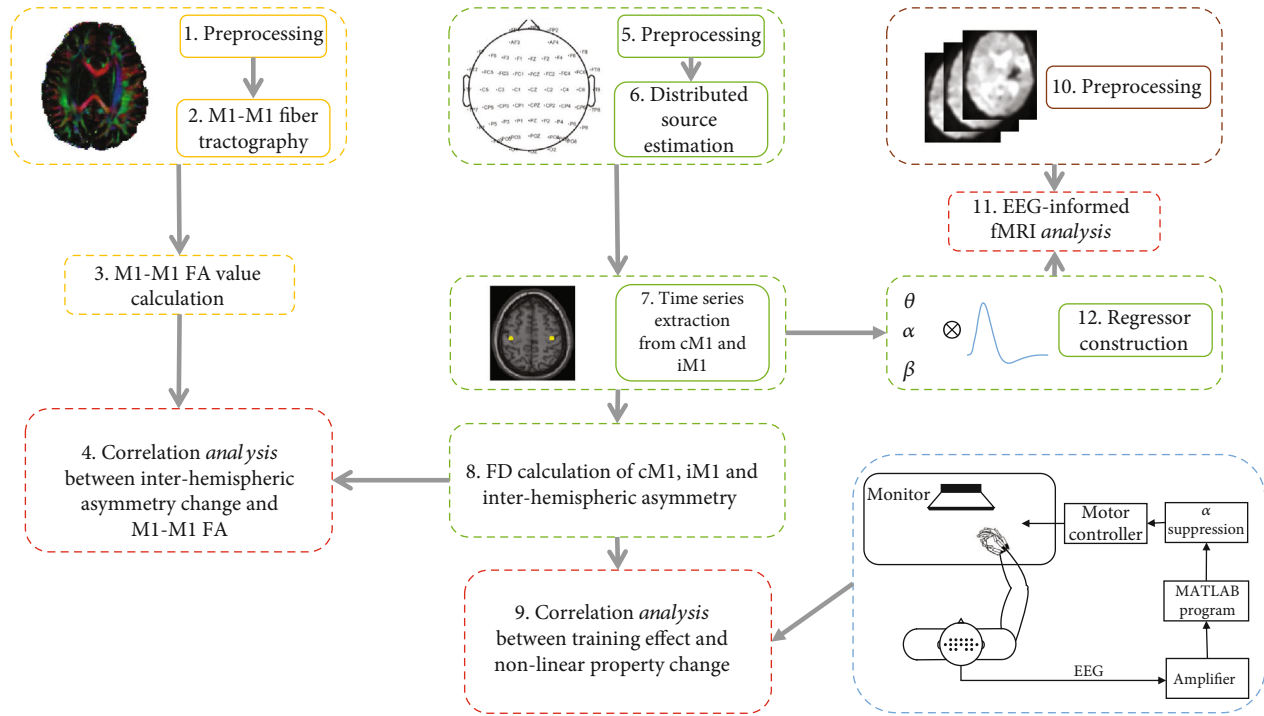 1. Preprocessing
2. M1-M1 fiber
tractography
3. M1-M1 FA value
calculation
4. Correlation analysis
between inter-hemispheric
asymmetry change and
M1-M1 FA
5. Preprocessing
6. Distributed
source
estimation
7. Time series
extraction
from cM1 and
iM1
8. FD calculation of cM1, iM1 and
inter-hemispheric asymmetry
9. Correlation analysis
between training effect and
non-linear property change
10. Preprocessing
11. EEG-informed
fMRI analysis
θ
α
β
⊗
12. Regressor
construction
Monitor
Motor
controller
α
suppression
MATLAB
program
Amplifier
EEG